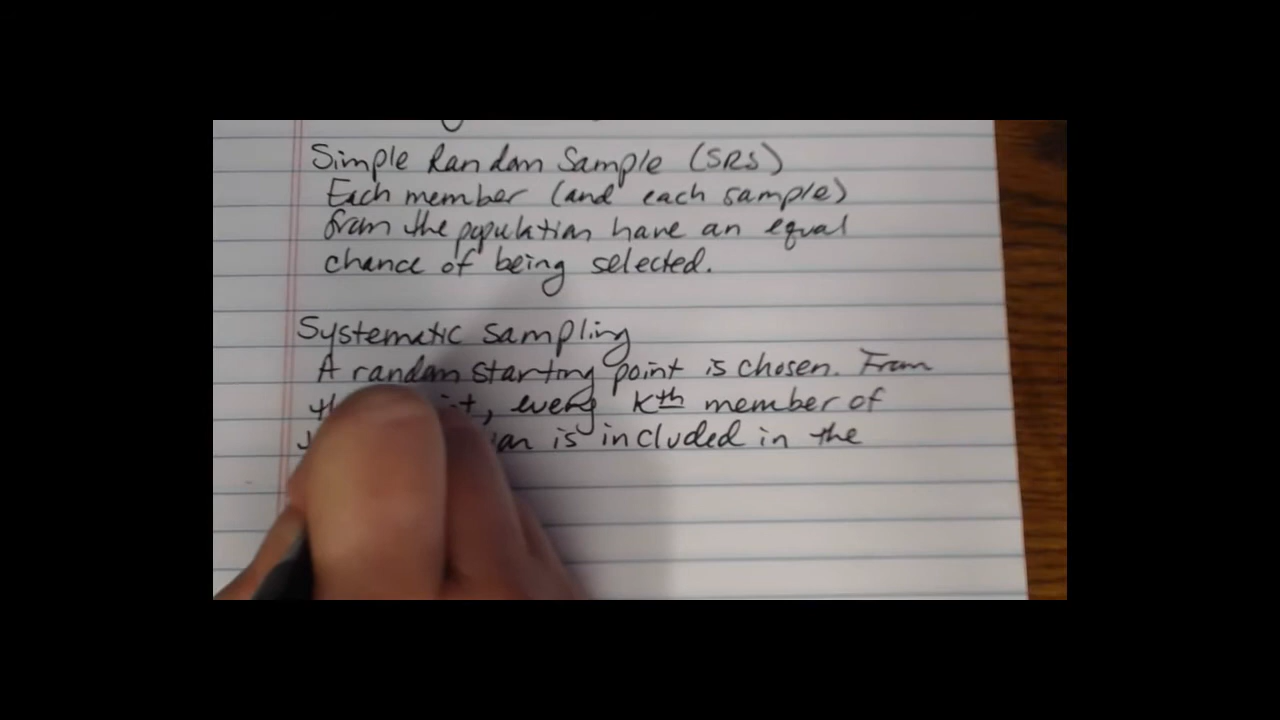 Simple Random Sample (SRS)
Each member (and each sample)
from the population have an equal
chance of being selected.
Systematic Sampling
A random starting point is chosen. From
every kth member of
is included in the